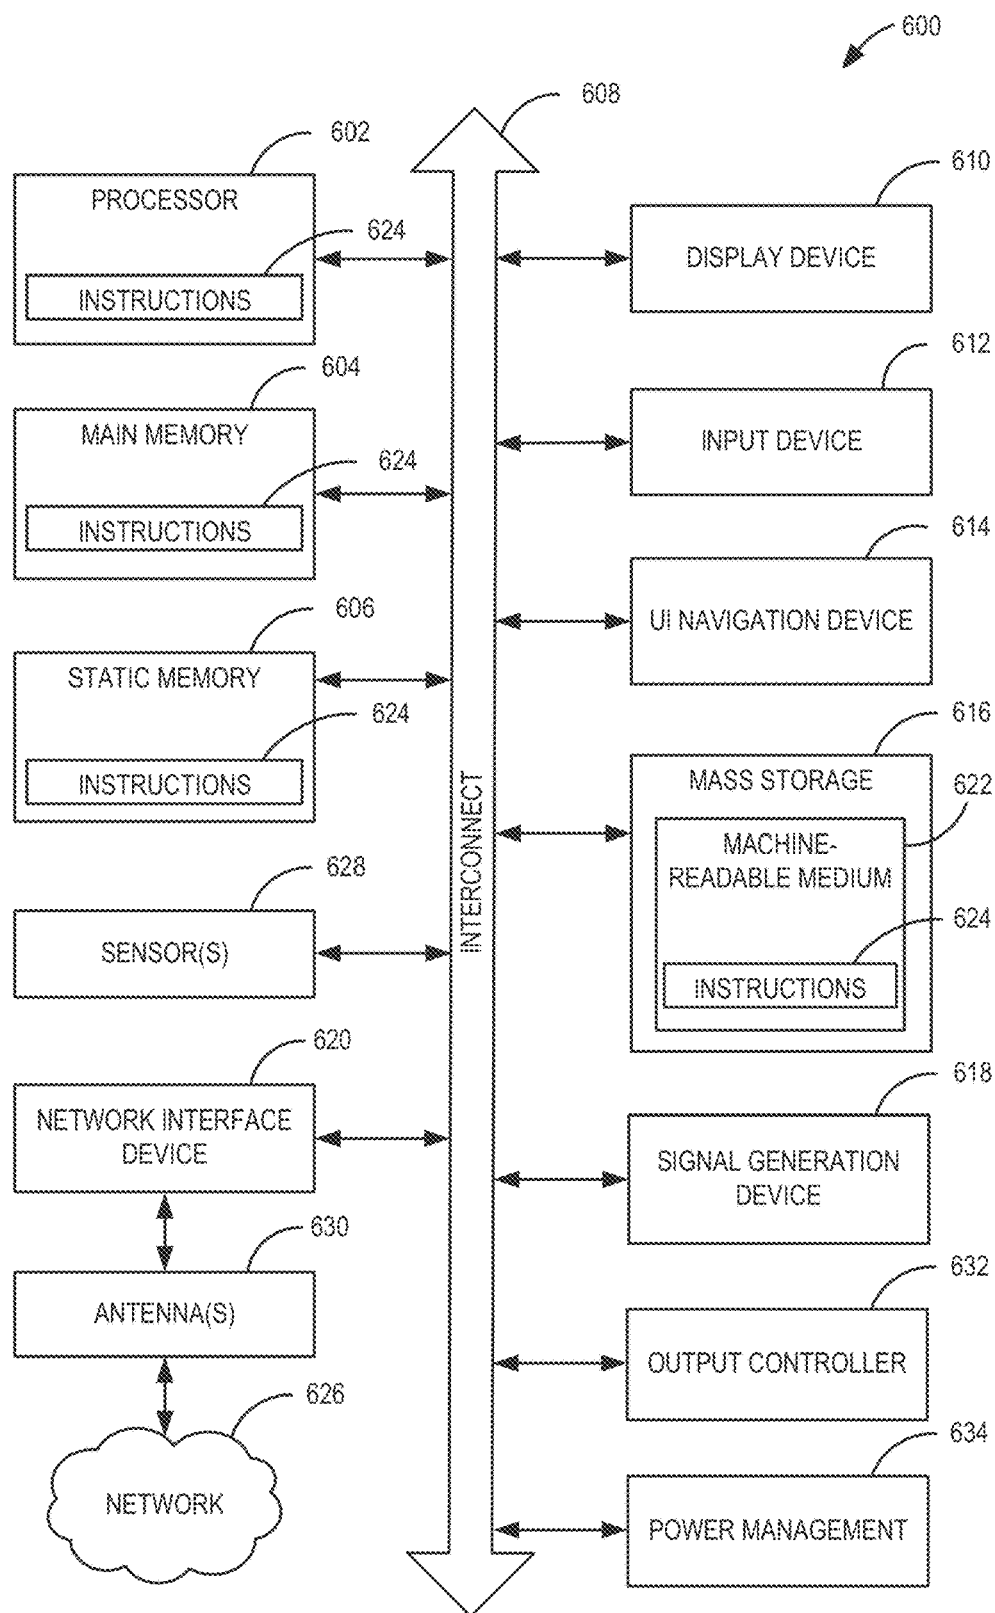 600
608
602
PROCESSOR
624
INSTRUCTIONS
604
MAIN MEMORY
624
INSTRUCTIONS
606
STATIC MEMORY
624
INSTRUCTIONS
628
SENSOR(S)
620
NETWORK INTERFACE
DEVICE
630
ANTENNA(S)
626
NETWORK
INTERCONNECT
610
DISPLAY DEVICE
612
INPUT DEVICE
614
UI NAVIGATION DEVICE
616
MASS STORAGE
622
MACHINE-
READABLE MEDIUM
624
INSTRUCTIONS
618
SIGNAL GENERATION
DEVICE
632
OUTPUT CONTROLLER
634
POWER MANAGEMENT